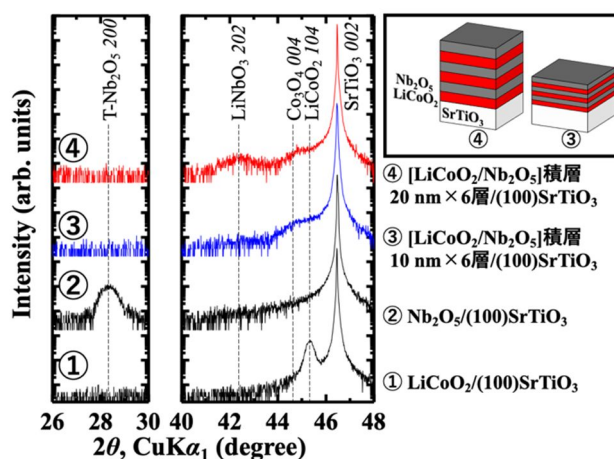 T-Nb₂O₅ 200
LiNbO₃ 202
Co₃O₄ 004
LiCoO₂ 104
SrTiO₃ 002
Intensity (arb. units)
④
③
②
①
26 28 30 40 42 44 46 48
2θ, CuKα₁ (degree)
Nb₂O₅
LiCoO₂
SrTiO₃
④ ③
④ [LiCoO₂/Nb₂O₅]積層
20 nm×6層/(100)SrTiO₃
③ [LiCoO₂/Nb₂O₅]積層
10 nm×6層/(100)SrTiO₃
② Nb₂O₅/(100)SrTiO₃
① LiCoO₂/(100)SrTiO₃